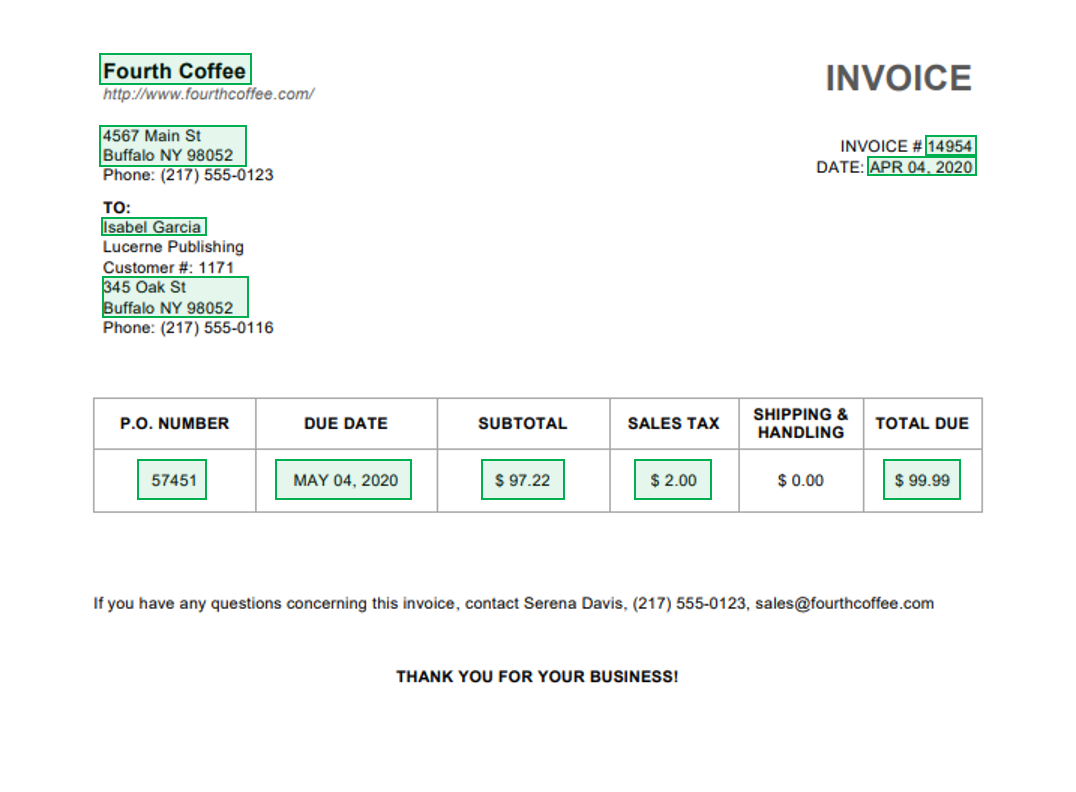 Fourth Coffee
http://www.fourthcoffee.com/
INVOICE
4567 Main St
Buffalo NY 98052
Phone: (217) 555-0123
INVOICE # 14954
DATE: APR 04, 2020
TO:
Isabel Garcia
Lucerne Publishing
Customer #: 1171
345 Oak St
Buffalo NY 98052
Phone: (217) 555-0116
P.O. NUMBER DUE DATE SUBTOTAL SALES TAX SHIPPING & HANDLING TOTAL DUE
57451 MAY 04, 2020 $ 97.22 $ 2.00 $ 0.00 $ 99.99
If you have any questions concerning this invoice, contact Serena Davis, (217) 555-0123, sales@fourthcoffee.com
THANK YOU FOR YOUR BUSINESS!